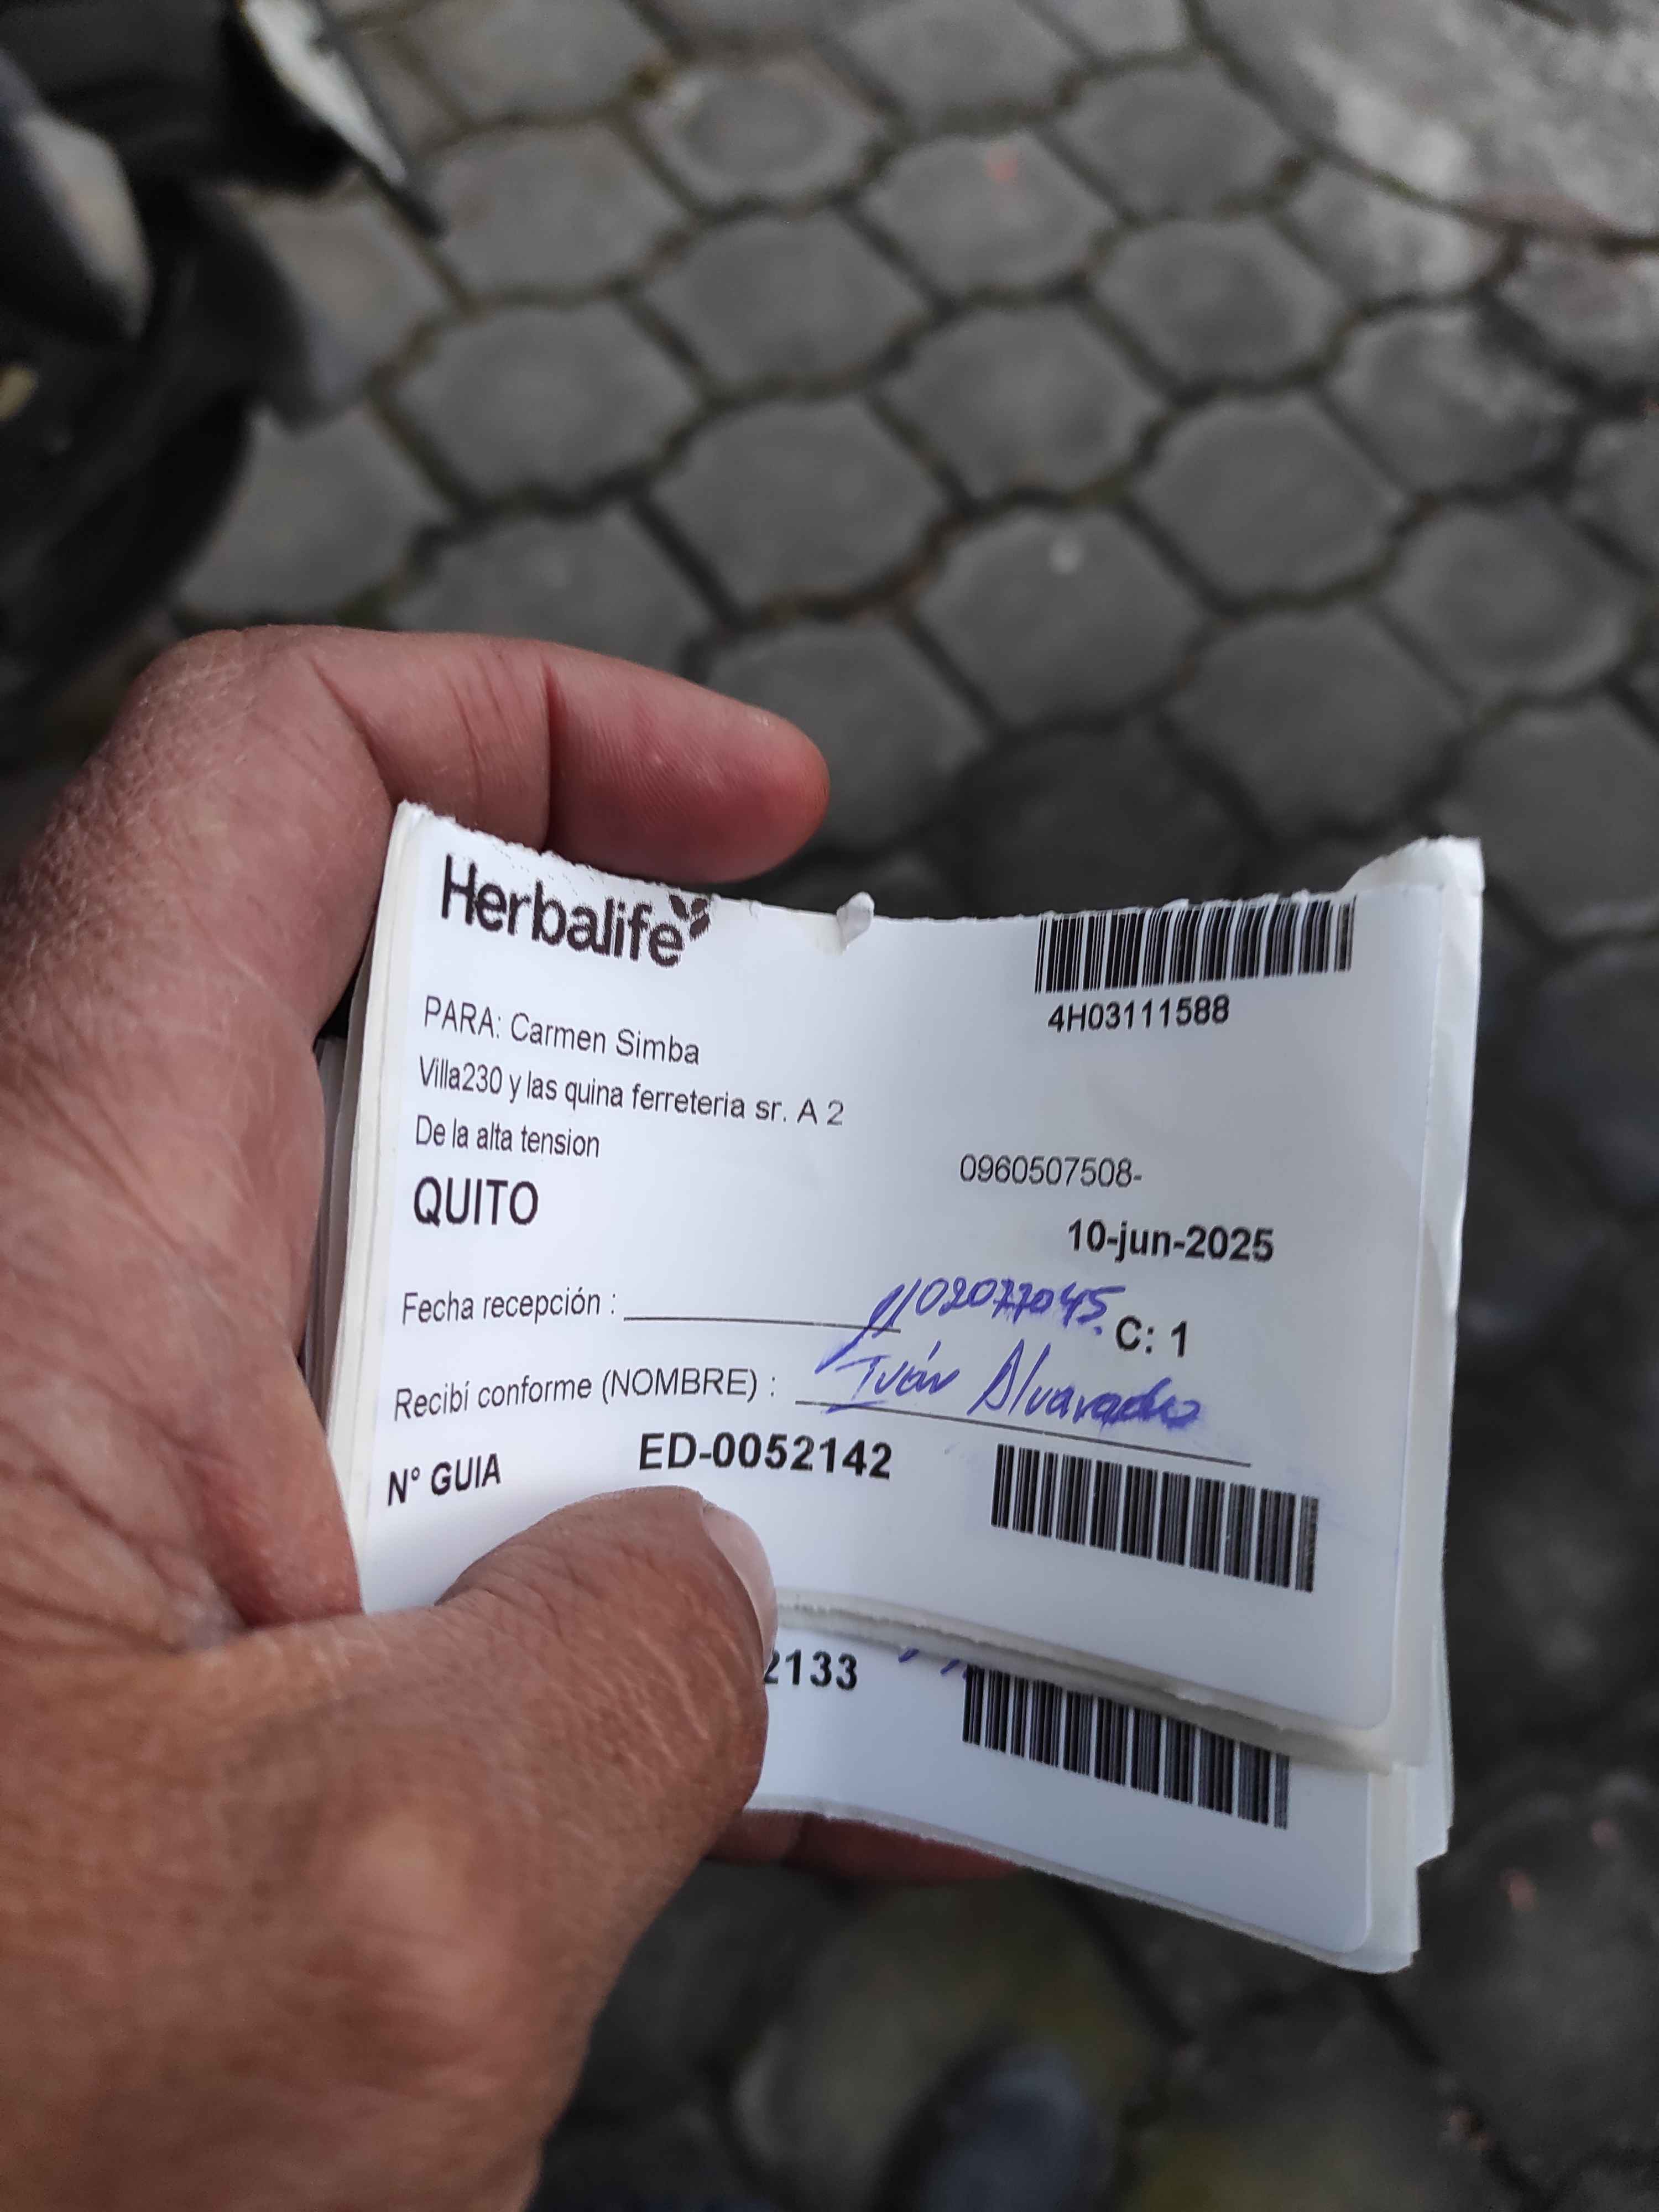 Herbalife
4H03111588
PARA: Carmen Simba
Villa230 y las quina ferreteria sr. A 2
De la alta tension
0960507508-
QUITO
10-jun-2025
Fecha recepción :
1102077045.
C: 1
Recibí conforme (NOMBRE) : Iván Alvarado
N° GUIA ED-0052142
2133